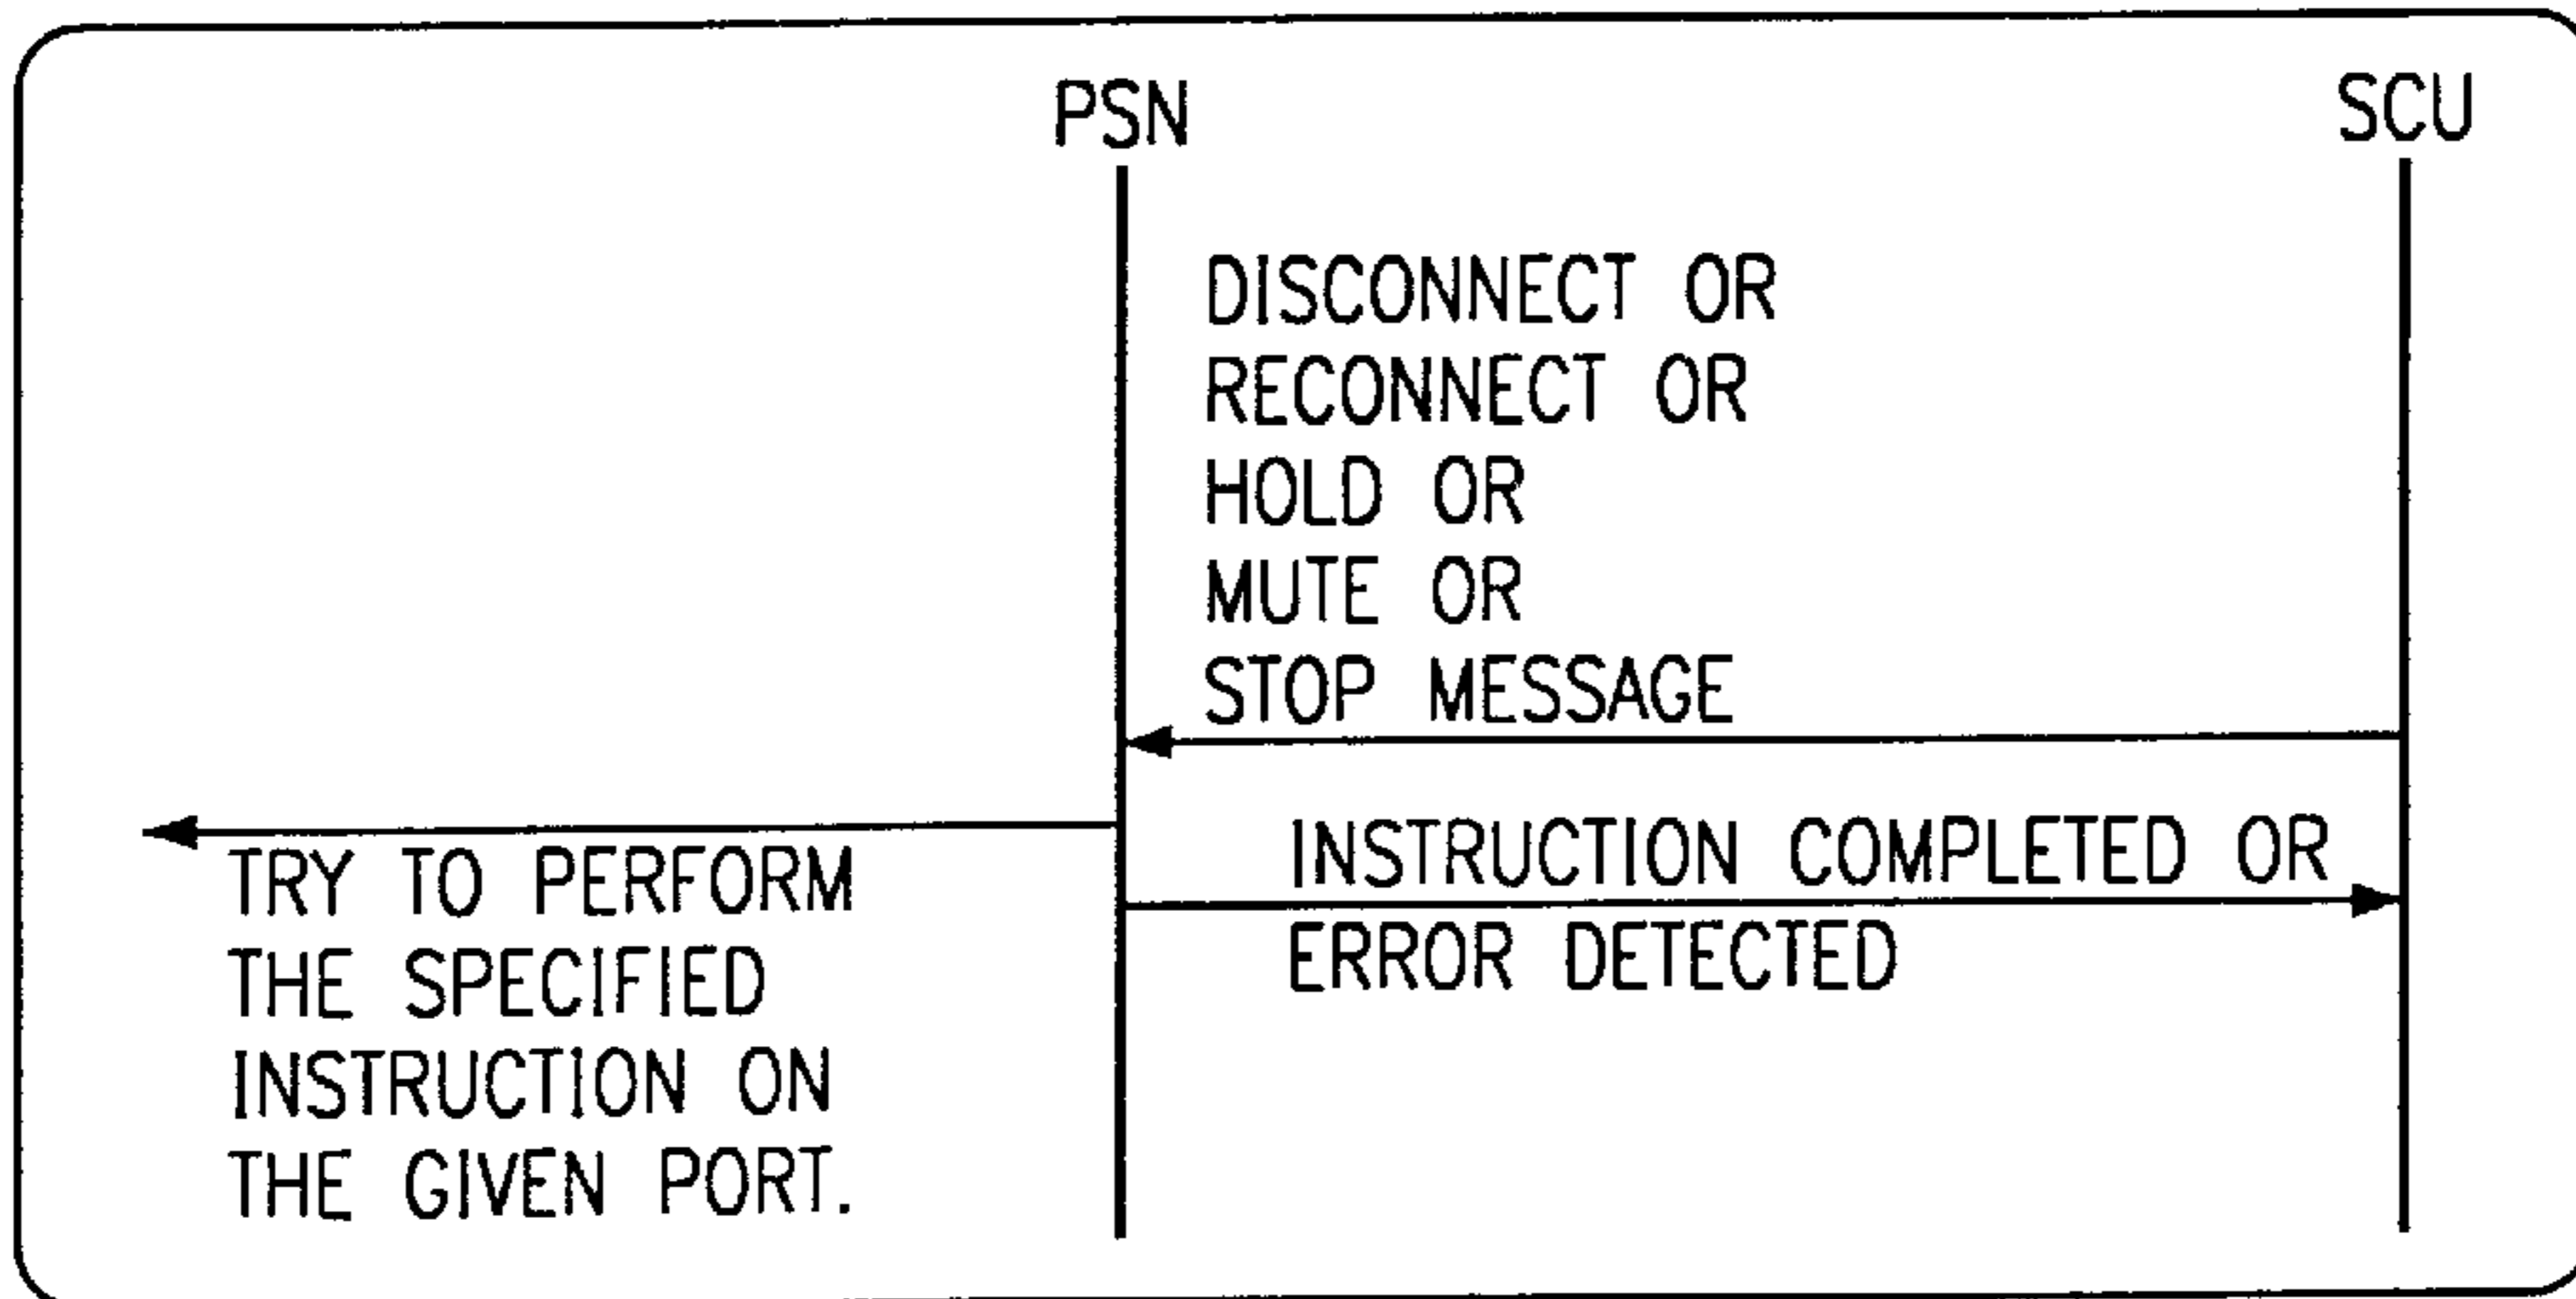 PSN
SCU
DISCONNECT OR
RECONNECT OR
HOLD OR
MUTE OR
STOP MESSAGE
INSTRUCTION COMPLETED OR
ERROR DETECTED
TRY TO PERFORM
THE SPECIFIED
INSTRUCTION ON
THE GIVEN PORT.